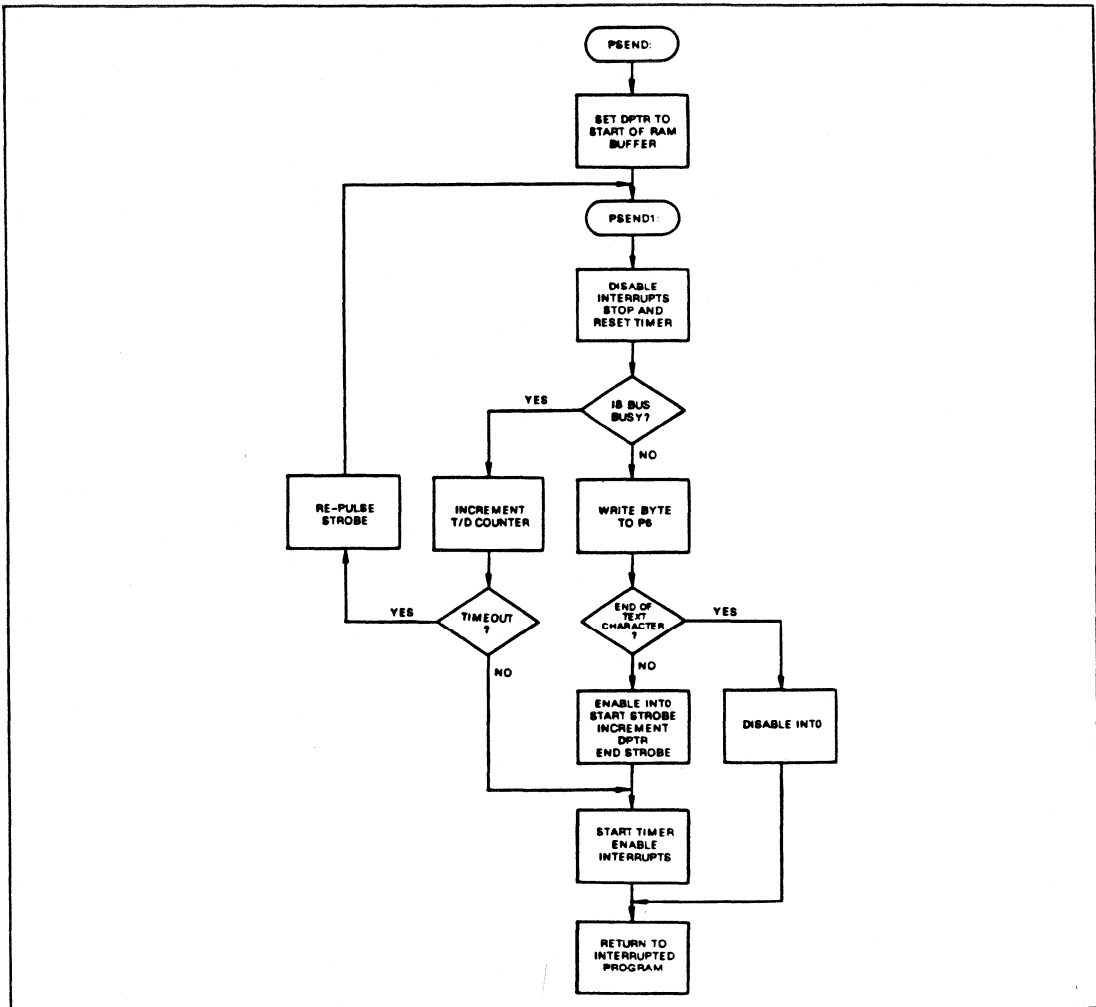 PSEND:
SET DPTR TO
START OF RAM
BUFFER
PSEND1:
DISABLE
INTERRUPTS
STOP AND
RESET TIMER
IS BUS
BUSY?
YES
NO
RE-PULSE
STROBE
INCREMENT
T/D COUNTER
WRITE BYTE
TO P6
TIMEOUT
?
YES
NO
END OF
TEXT
CHARACTER
?
YES
NO
ENABLE INT0
START STROBE
INCREMENT
DPTR
END STROBE
DISABLE INT0
START TIMER
ENABLE
INTERRUPTS
RETURN TO
INTERRUPTED
PROGRAM